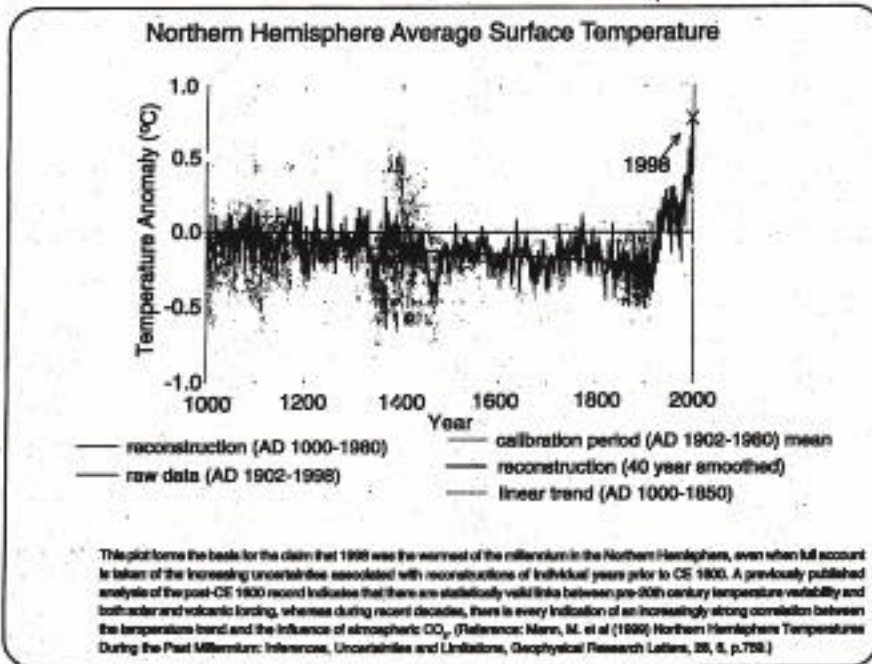 Northern Hemisphere Average Surface Temperature
Temperature Anomaly (ºC)
1.0
0.5
0.0
-0.5
-1.0
1998
1000 1200 1400 1600 1800 2000
Year
reconstruction (AD 1000-1980)
raw data (AD 1902-1998)
calibration period (AD 1902-1980) mean
reconstruction (40 year smoothed)
linear trend (AD 1000-1850)
This plot forms the basis for the claim that 1998 was the warmest of the millennium in the Northern Hemisphere, even when full account
is taken of the increasing uncertainties associated with reconstructions of individual years prior to CE 1600. A previously published
analysis of the post-CE 1600 record indicates that there are statistically valid links between pre-20th century temperature variability and
both solar and volcanic forcing, whereas during recent decades, there is every indication of an increasingly strong correlation between
the temperature trend and the influence of atmospheric CO₂. (Reference: Mann, M. et al (1999) Northern Hemisphere Temperatures
During the Past Millennium: Inferences, Uncertainties and Limitations, Geophysical Research Letters, 26, 6, p.759.)